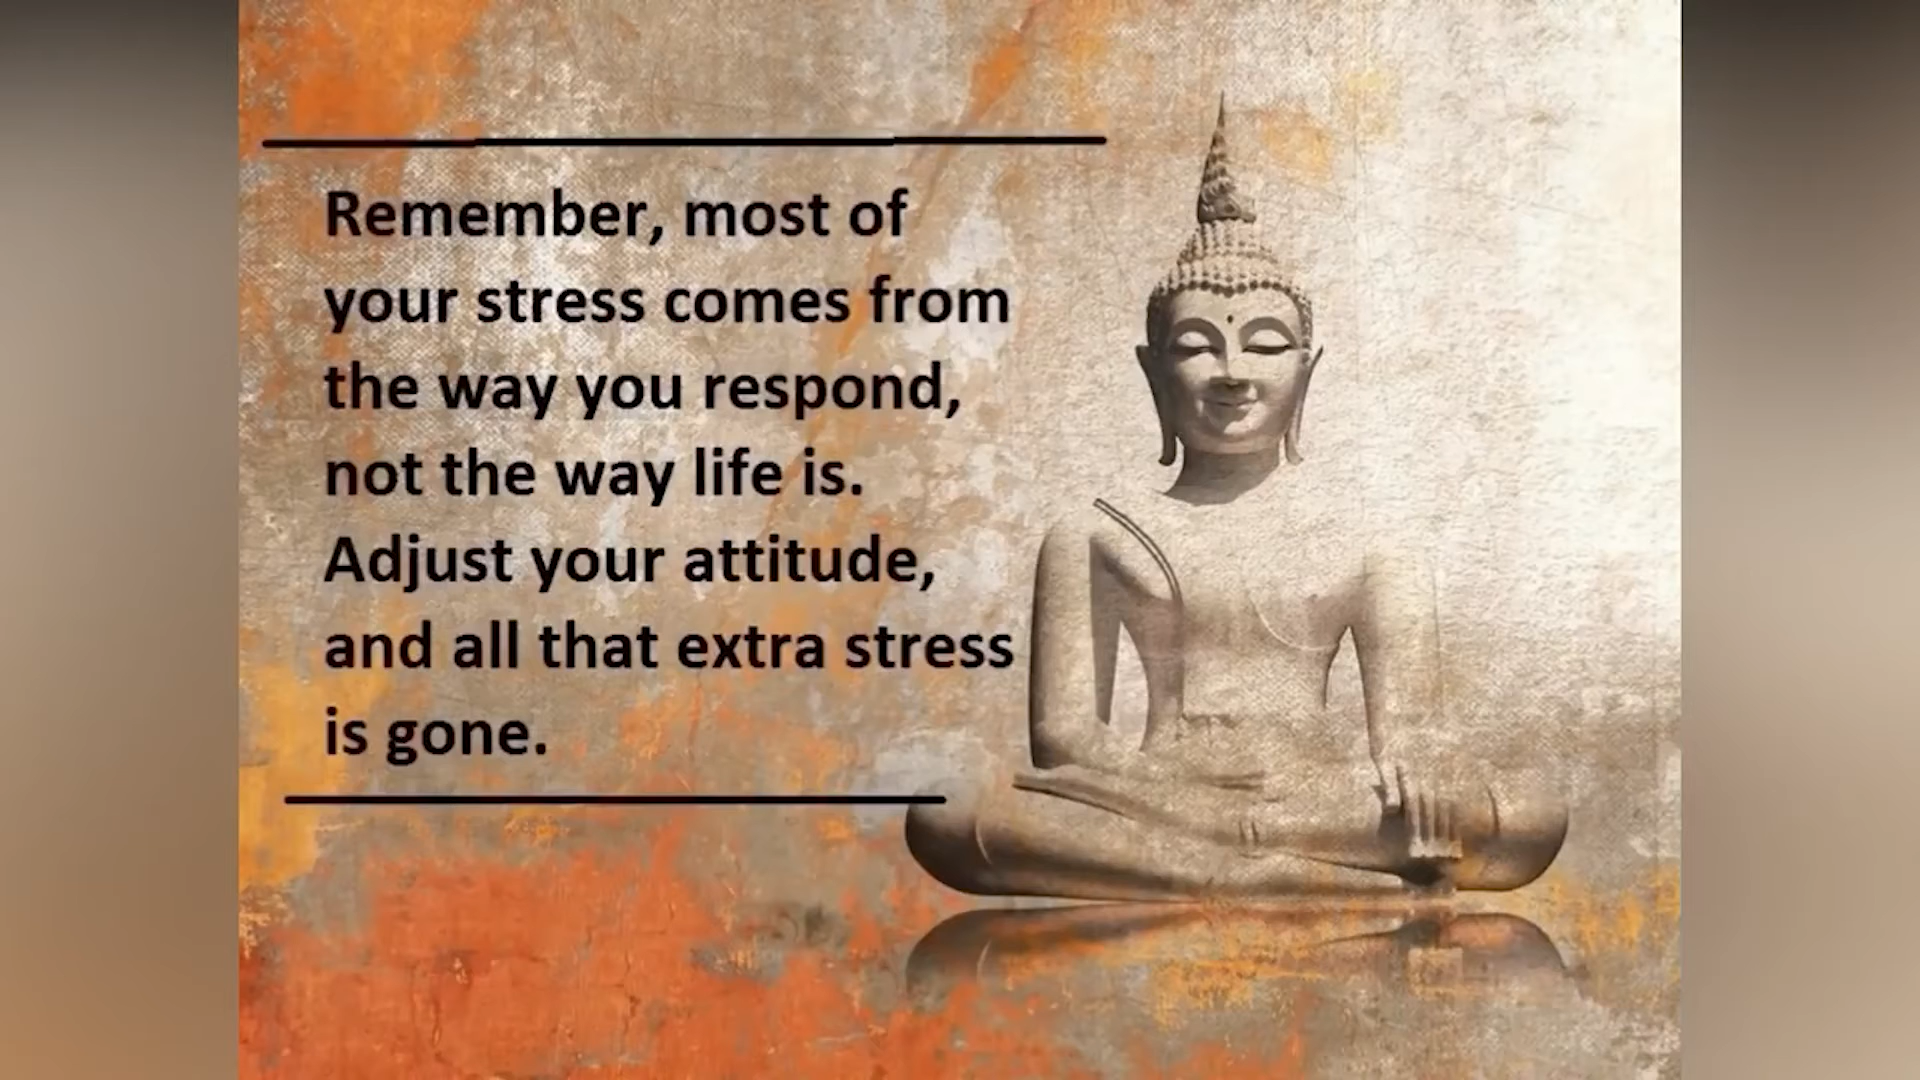 Remember, most of
your stress comes from
the way you respond,
not the way life is.
Adjust your attitude,
and all that extra stress
is gone.